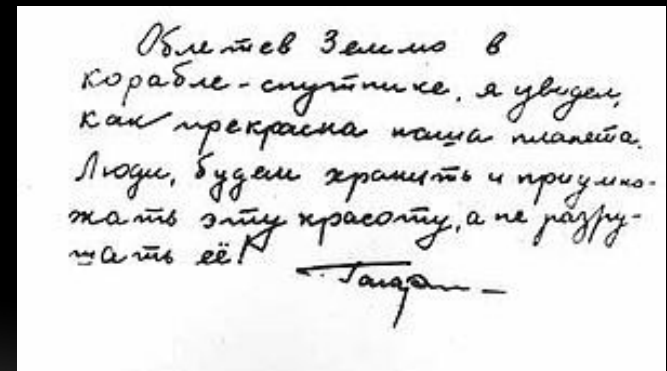 Облетев Землю в
корабле-спутнике, я увидел,
как прекрасна наша планета.
Люди, будем хранить и приумно-
жать эту красоту, а не разру-
шать её!
Гагарин